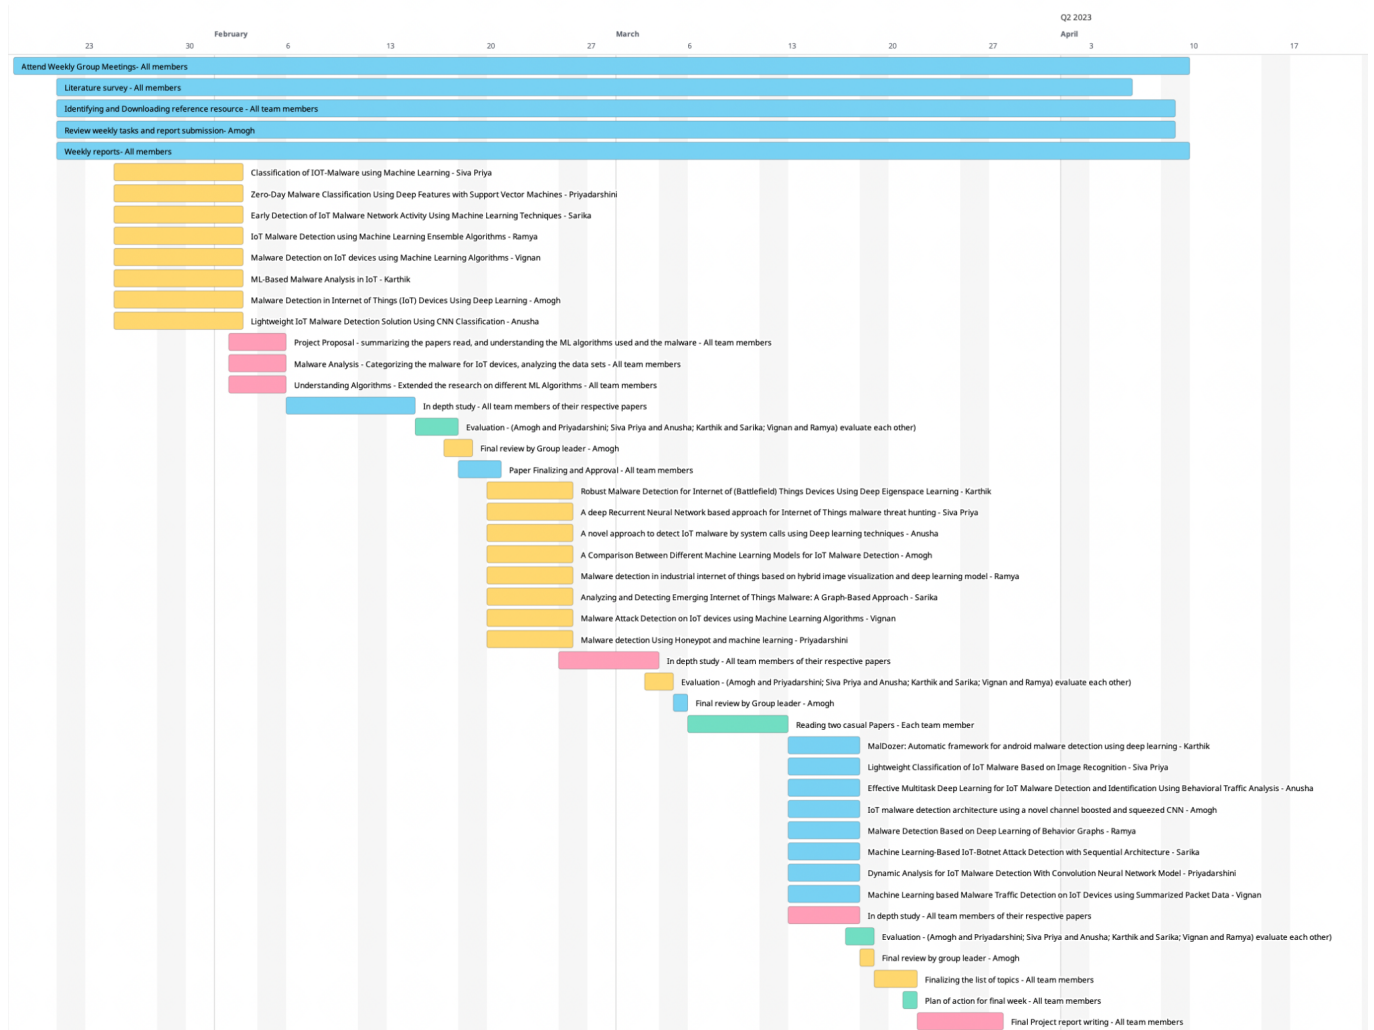 Q2 2023
February March April
23 30 6 13 20 27 6 13 20 27 3 10 17
Attend Weekly Group Meetings- All members
Literature survey - All members
Identifying and Downloading reference resource - All team members
Review weekly tasks and report submission- Amogh
Weekly reports- All members
Classification of IOT-Malware using Machine Learning - Siva Priya
Zero-Day Malware Classification Using Deep Features with Support Vector Machines - Priyadarshini
Early Detection of IoT Malware Network Activity Using Machine Learning Techniques - Sarika
IoT Malware Detection using Machine Learning Ensemble Algorithms - Ramya
Malware Detection on IoT devices using Machine Learning Algorithms - Vignan
ML-Based Malware Analysis in IoT - Karthik
Malware Detection in Internet of Things (IoT) Devices Using Deep Learning - Amogh
Lightweight IoT Malware Detection Solution Using CNN Classification - Anusha
Project Proposal - summarizing the papers read, and understanding the ML algorithms used and the malware - All team members
Malware Analysis - Categorizing the malware for IoT devices, analyzing the data sets - All team members
Understanding Algorithms - Extended the research on different ML Algorithms - All team members
In depth study - All team members of their respective papers
Evaluation - (Amogh and Priyadarshini; Siva Priya and Anusha; Karthik and Sarika; Vignan and Ramya) evaluate each other)
Final review by Group leader - Amogh
Paper Finalizing and Approval - All team members
Robust Malware Detection for Internet of (Battlefield) Things Devices Using Deep Eigenspace Learning - Karthik
A deep Recurrent Neural Network based approach for Internet of Things malware threat hunting - Siva Priya
A novel approach to detect IoT malware by system calls using Deep learning techniques - Anusha
A Comparison Between Different Machine Learning Models for IoT Malware Detection - Amogh
Malware detection in industrial internet of things based on hybrid image visualization and deep learning model - Ramya
Analyzing and Detecting Emerging Internet of Things Malware: A Graph-Based Approach - Sarika
Malware Attack Detection on IoT devices using Machine Learning Algorithms - Vignan
Malware detection Using Honeypot and machine learning - Priyadarshini
In depth study - All team members of their respective papers
Evaluation - (Amogh and Priyadarshini; Siva Priya and Anusha; Karthik and Sarika; Vignan and Ramya) evaluate each other)
Final review by Group leader - Amogh
Reading two casual Papers - Each team member
MalDozer: Automatic framework for android malware detection using deep learning - Karthik
Lightweight Classification of IoT Malware Based on Image Recognition - Siva Priya
Effective Multitask Deep Learning for IoT Malware Detection and Identification Using Behavioral Traffic Analysis - Anusha
IoT malware detection architecture using a novel channel boosted and squeezed CNN - Amogh
Malware Detection Based on Deep Learning of Behavior Graphs - Ramya
Machine Learning-Based IoT-Botnet Attack Detection with Sequential Architecture - Sarika
Dynamic Analysis for IoT Malware Detection With Convolution Neural Network Model - Priyadarshini
Machine Learning based Malware Traffic Detection on IoT Devices using Summarized Packet Data - Vignan
In depth study - All team members of their respective papers
Evaluation - (Amogh and Priyadarshini; Siva Priya and Anusha; Karthik and Sarika; Vignan and Ramya) evaluate each other)
Final review by group leader - Amogh
Finalizing the list of topics - All team members
Plan of action for final week - All team members
Final Project report writing - All team members